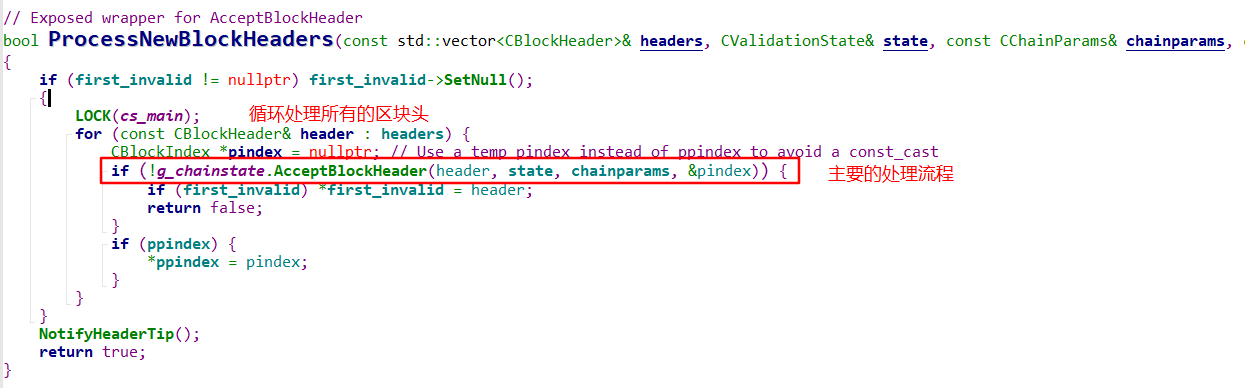 // Exposed wrapper for AcceptBlockHeader
bool ProcessNewBlockHeaders(const std::vector<CBlockHeader>& headers, CValidationState& state, const CChainParams& chainparams,
{
if (first_invalid != nullptr) first_invalid->SetNull();
{
LOCK(cs_main); 循环处理所有的区块头
for (const CBlockHeader& header : headers) {
CBlockIndex *pindex = nullptr; // Use a temp pindex instead of ppindex to avoid a const_cast
if (!g_chainstate.AcceptBlockHeader(header, state, chainparams, &pindex)) { 主要的处理流程
if (first_invalid) *first_invalid = header;
return false;
}
if (ppindex) {
*ppindex = pindex;
}
}
}
NotifyHeaderTip();
return true;
}